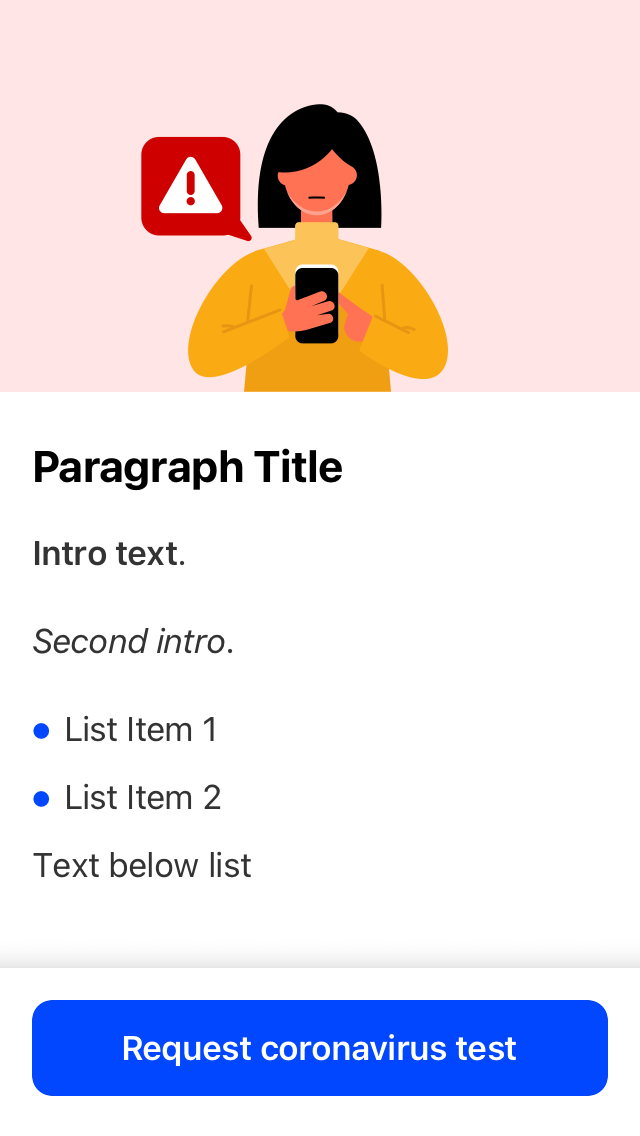 Paragraph Title
Intro text.
Second intro.
List Item 1
List Item 2
Text below list
Request coronavirus test